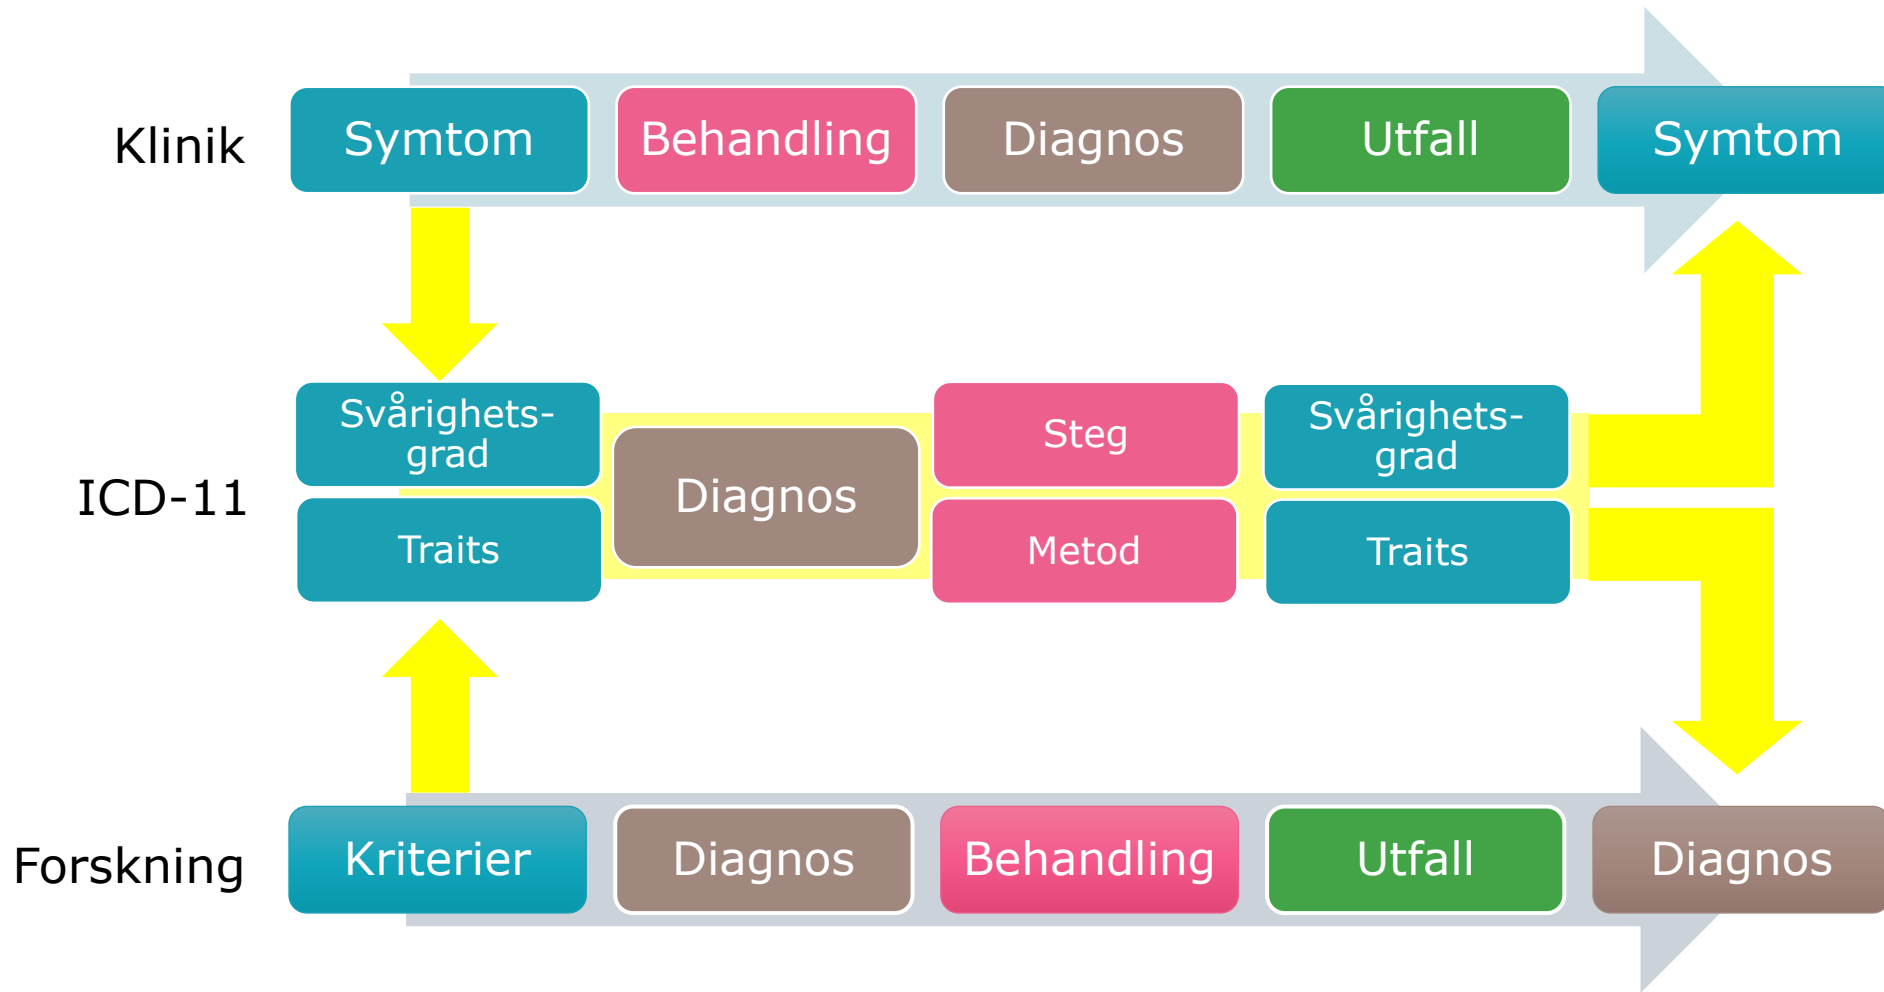 Klinik
Symtom
Behandling
Diagnos
Utfall
Symtom
ICD-11
Svårighets-
grad
Traits
Diagnos
Steg
Metod
Svårighets-
grad
Traits
Forskning
Kriterier
Diagnos
Behandling
Utfall
Diagnos